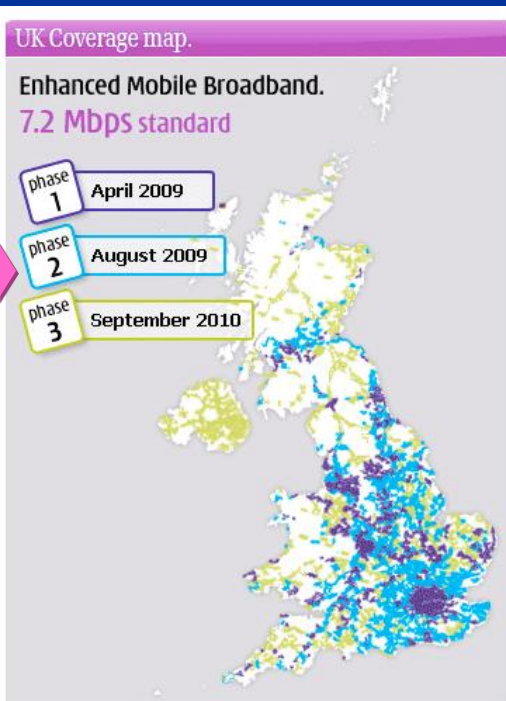 UK Coverage map.
Enhanced Mobile Broadband.
7.2 Mbps standard
phase 1
April 2009
phase 2
August 2009
phase 3
September 2010